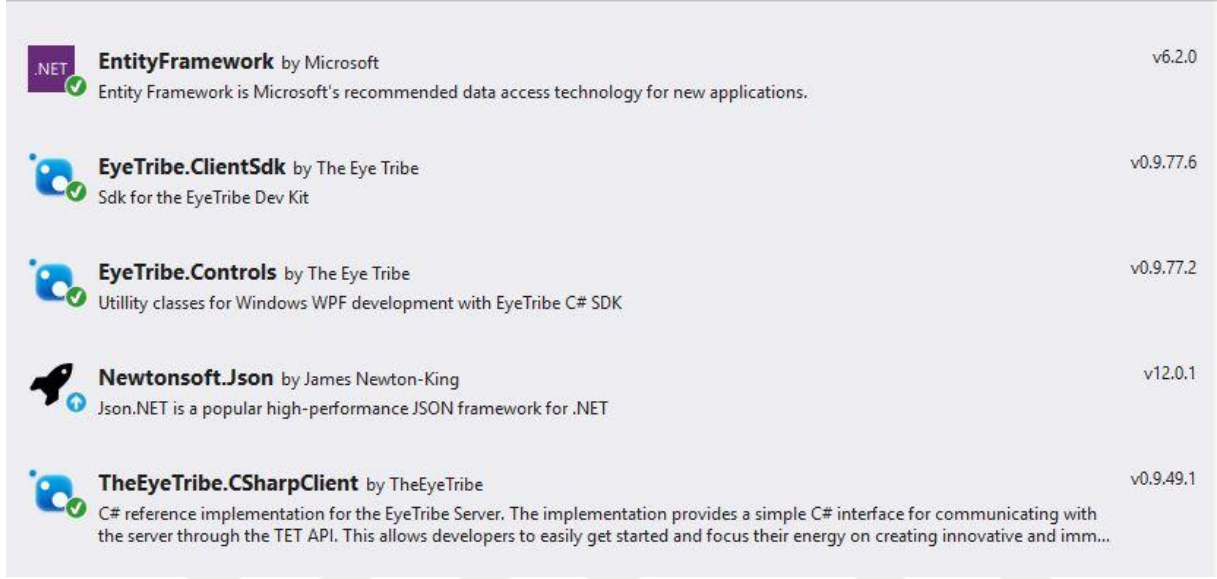 .NET
EntityFramework by Microsoft v6.2.0
Entity Framework is Microsoft's recommended data access technology for new applications.
EyeTribe.ClientSdk by The Eye Tribe v0.9.77.6
Sdk for the EyeTribe Dev Kit
EyeTribe.Controls by The Eye Tribe v0.9.77.2
Utillity classes for Windows WPF development with EyeTribe C# SDK
Newtonsoft.Json by James Newton-King v12.0.1
Json.NET is a popular high-performance JSON framework for .NET
TheEyeTribe.CSharpClient by TheEyeTribe v0.9.49.1
C# reference implementation for the EyeTribe Server. The implementation provides a simple C# interface for communicating with
the server through the TET API. This allows developers to easily get started and focus their energy on creating innovative and imm...